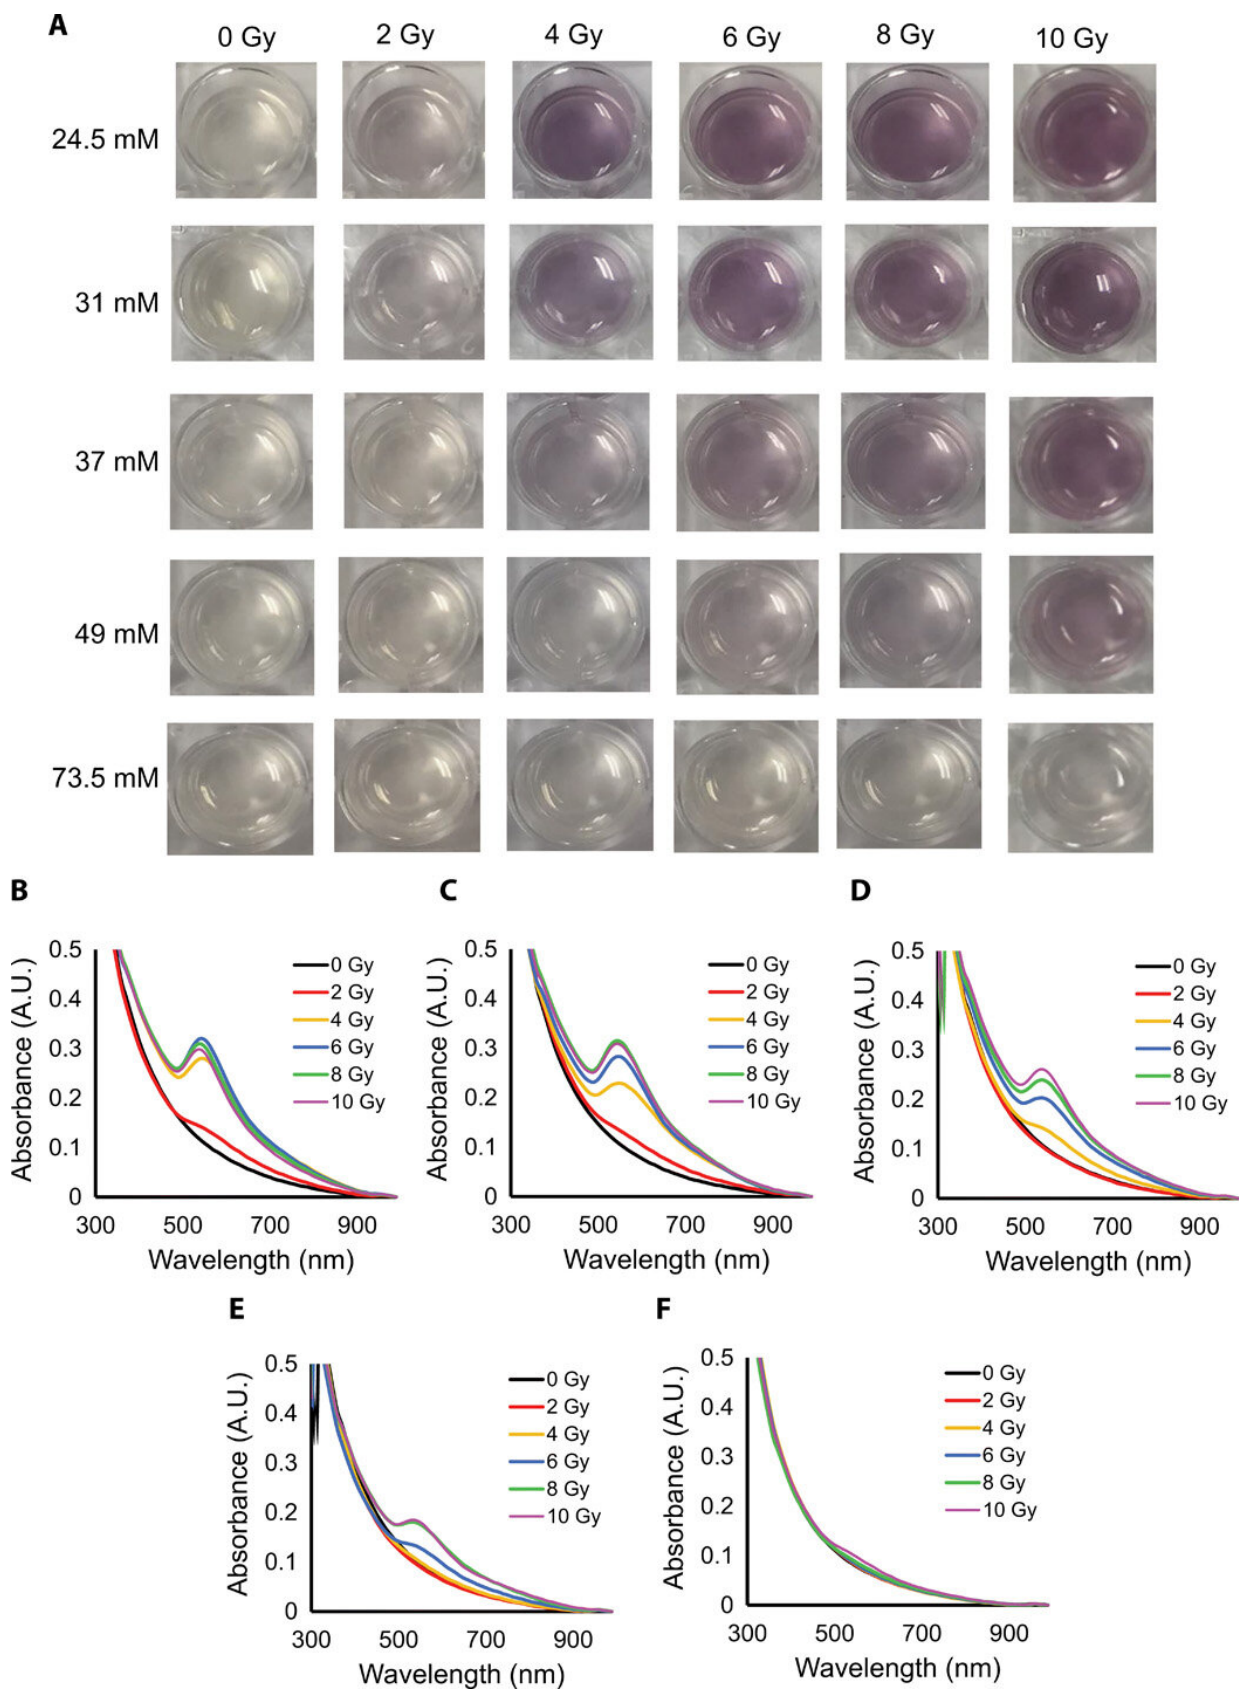 A
0 Gy 2 Gy 4 Gy 6 Gy 8 Gy 10 Gy
24.5 mM
31 mM
37 mM
49 mM
73.5 mM
B
Absorbance (A.U.)
0.5
0.4
0.3
0.2
0.1
0
300 500 700 900
Wavelength (nm)
0 Gy
2 Gy
4 Gy
6 Gy
8 Gy
10 Gy
C
Absorbance (A.U.)
0.5
0.4
0.3
0.2
0.1
0
300 500 700 900
Wavelength (nm)
0 Gy
2 Gy
4 Gy
6 Gy
8 Gy
10 Gy
D
Absorbance (A.U.)
0.5
0.4
0.3
0.2
0.1
0
300 500 700 900
Wavelength (nm)
0 Gy
2 Gy
4 Gy
6 Gy
8 Gy
10 Gy
E
Absorbance (A.U.)
0.5
0.4
0.3
0.2
0.1
0
300 500 700 900
Wavelength (nm)
0 Gy
2 Gy
4 Gy
6 Gy
8 Gy
10 Gy
F
Absorbance (A.U.)
0.5
0.4
0.3
0.2
0.1
0
300 500 700 900
Wavelength (nm)
0 Gy
2 Gy
4 Gy
6 Gy
8 Gy
10 Gy